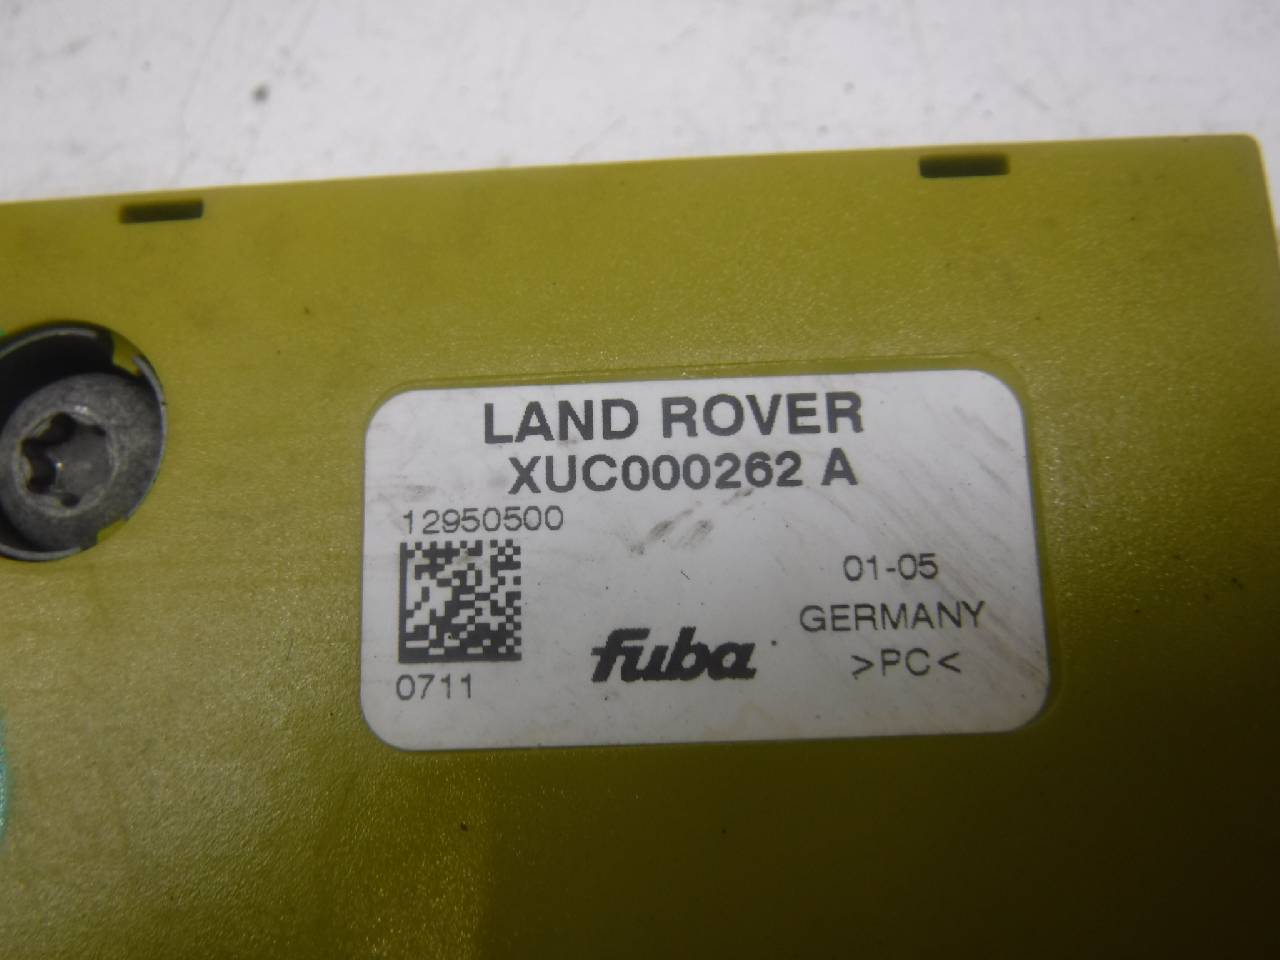 LAND ROVER
XUC000262 A
12950500
01-05
GERMANY
fuba
>PC<
0711